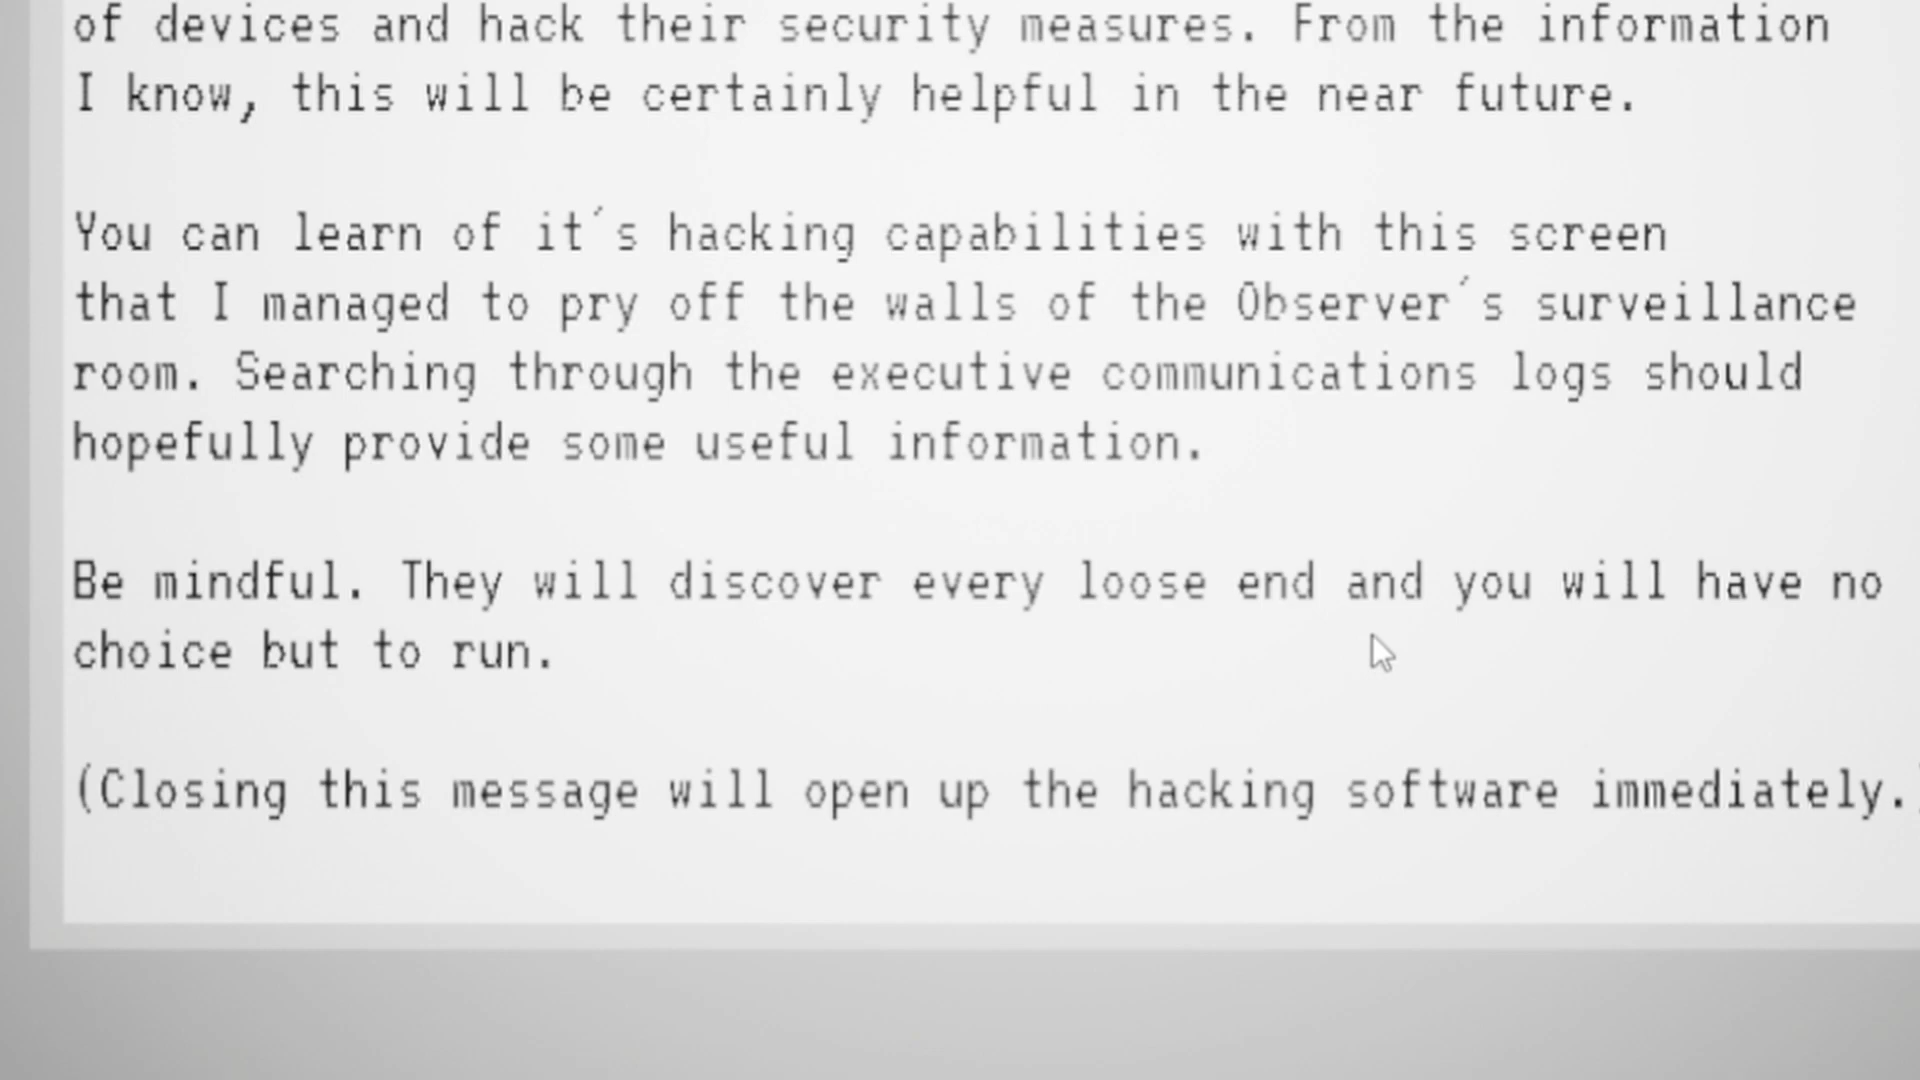 of devices and hack their security measures. From the information
I know, this will be certainly helpful in the near future.
You can learn of it´s hacking capabilities with this screen
that I managed to pry off the walls of the Observer´s surveillance
room. Searching through the executive communications logs should
hopefully provide some useful information.
Be mindful. They will discover every loose end and you will have no
choice but to run.
(Closing this message will open up the hacking software immediately.)